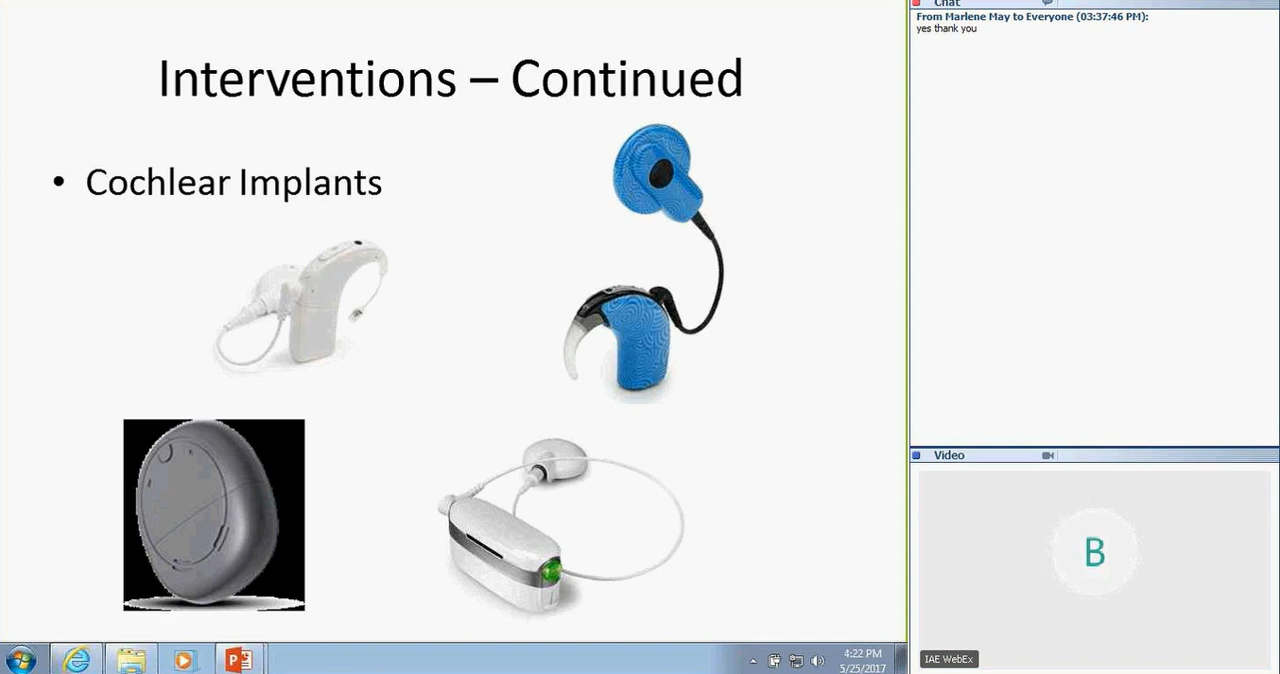 Interventions – Continued
• Cochlear Implants
Chat
From Marlene May to Everyone (03:37:46 PM):
yes thank you
Video
B
IAE WebEx
4:22 PM
5/25/2017